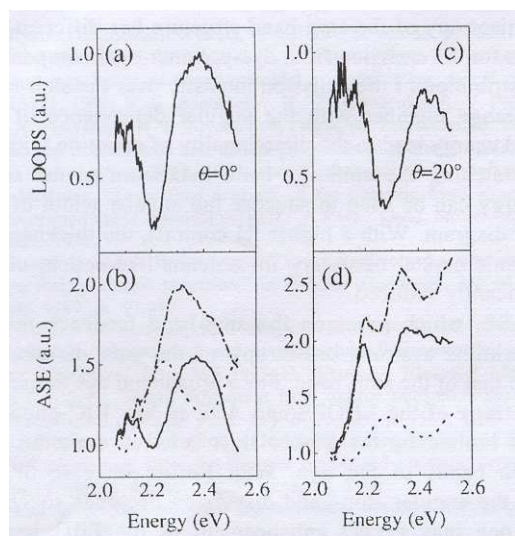 (a)
(c)
LDOPS (a.u.)
1.0
0.5
1.0
0.5
θ=0°
θ=20°
(b)
(d)
ASE (a.u.)
2.0
1.5
1.0
2.5
2.0
1.5
1.0
2.0 2.2 2.4 2.6 2.0 2.2 2.4 2.6
Energy (eV) Energy (eV)